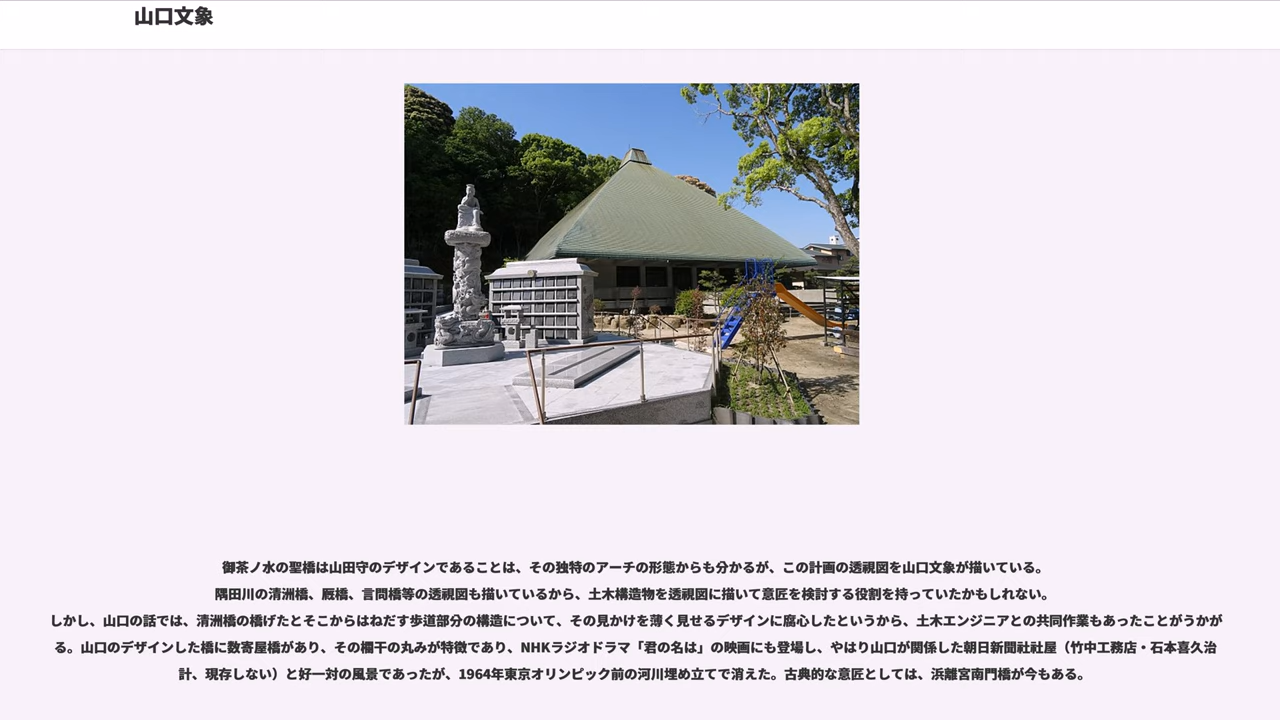 山口文象
御茶ノ水の聖橋は山田守のデザインであることは、その独特のアーチの形態からも分かるが、この計画の透視図を山口文象が描いている。
隅田川の清洲橋、厩橋、言問橋等の透視図も描いているから、土木構造物を透視図に描いて意匠を検討する役割を持っていたかもしれない。
しかし、山口の話では、清洲橋の橋げたとそこからはねだす歩道部分の構造について、その見かけを薄く見せるデザインに腐心したというから、土木エンジニアとの共同作業もあったことがうかが
る。山口のデザインした橋に数寄屋橋があり、その欄干の丸みが特徴であり、NHKラジオドラマ「君の名は」の映画にも登場し、やはり山口が関係した朝日新聞社社屋（竹中工務店・石本喜久治
計、現存しない）と好一対の風景であったが、1964年東京オリンピック前の河川埋め立てで消えた。古典的な意匠としては、浜離宮南門橋が今もある。